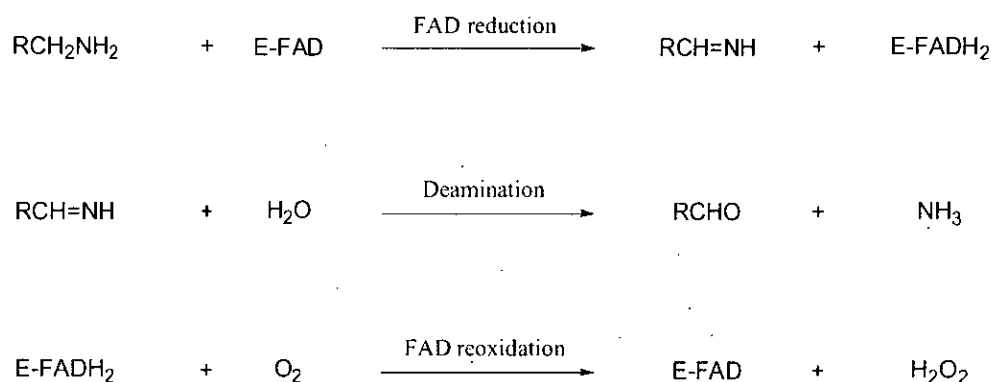 FAD reduction
RCH₂NH₂ + E-FAD RCH=NH + E-FADH₂
Deamination
RCH=NH + H₂O RCHO + NH₃
FAD reoxidation
E-FADH₂ + O₂ E-FAD + H₂O₂